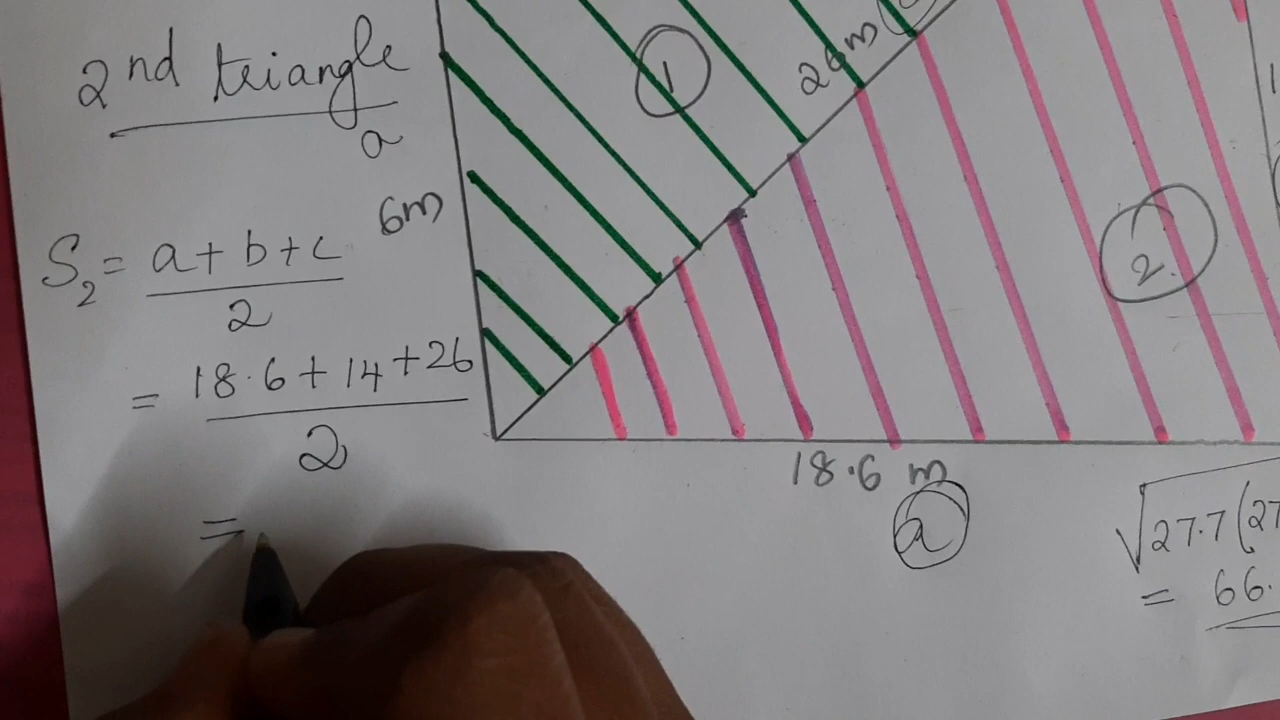 2nd triangle
a
6m
26m
1
S2 = a+b+c
2
= 18.6+14+26
2
=
2.
18.6 m
a
√27.7(27
= 66.